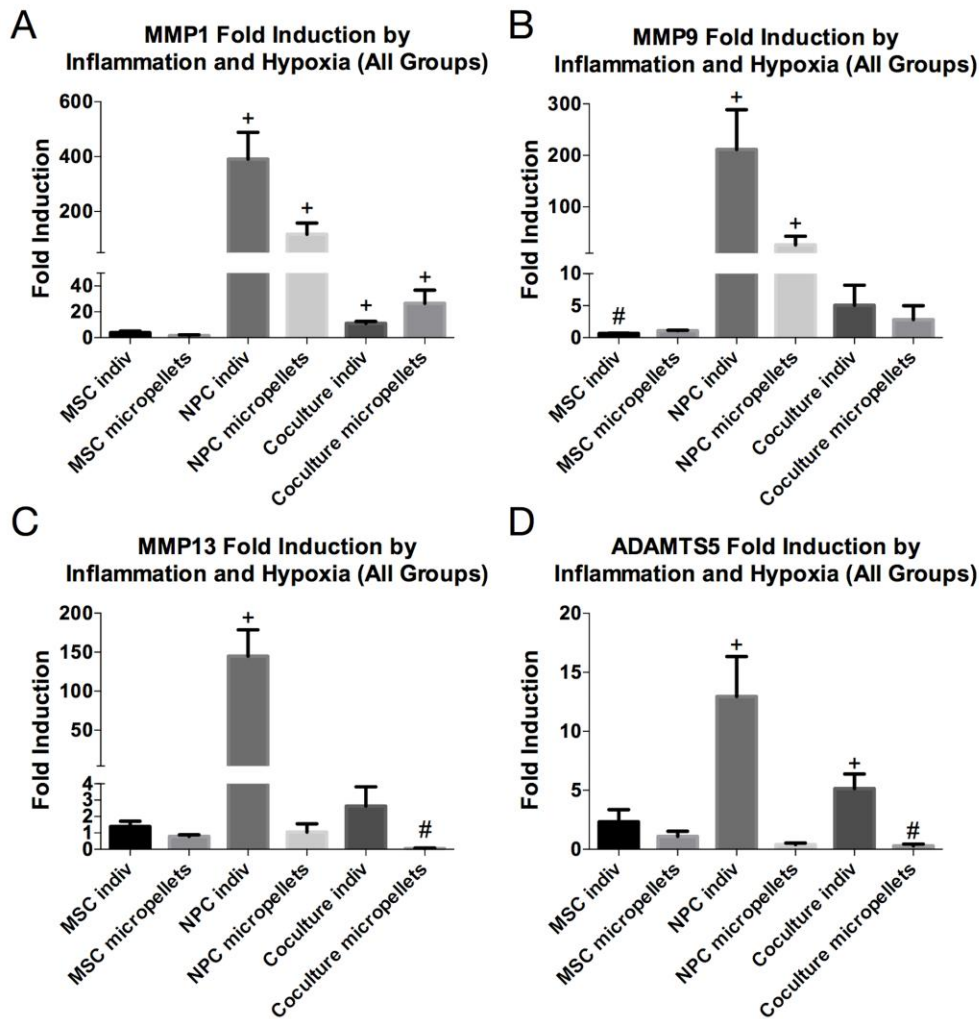 A
MMP1 Fold Induction by
Inflammation and Hypoxia (All Groups)
Fold Induction
600
400
200
40
20
0
+
+
+
+
MSC indiv
MSC micropellets
NPC indiv
NPC micropellets
Coculture indiv
Coculture micropellets
B
MMP9 Fold Induction by
Inflammation and Hypoxia (All Groups)
Fold Induction
300
200
100
10
5
0
#
+
+
MSC indiv
MSC micropellets
NPC indiv
NPC micropellets
Coculture indiv
Coculture micropellets
C
MMP13 Fold Induction by
Inflammation and Hypoxia (All Groups)
Fold Induction
200
150
100
50
4
3
2
1
0
+
#
MSC indiv
MSC micropellets
NPC indiv
NPC micropellets
Coculture indiv
Coculture micropellets
D
ADAMTS5 Fold Induction by
Inflammation and Hypoxia (All Groups)
Fold Induction
20
15
10
5
0
+
+
#
MSC indiv
MSC micropellets
NPC indiv
NPC micropellets
Coculture indiv
Coculture micropellets